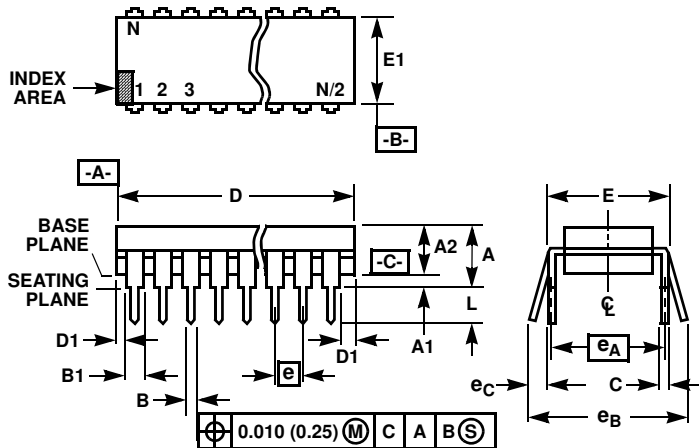 N
E1
INDEX
AREA
1 2 3 N/2
-B-
-A-
D
E
BASE
PLANE
A2
A
-C-
SEATING
PLANE
L
CL
D1
A1
D1
eA
B1
e
eC
C
B
eB
0.010 (0.25) M C A B S